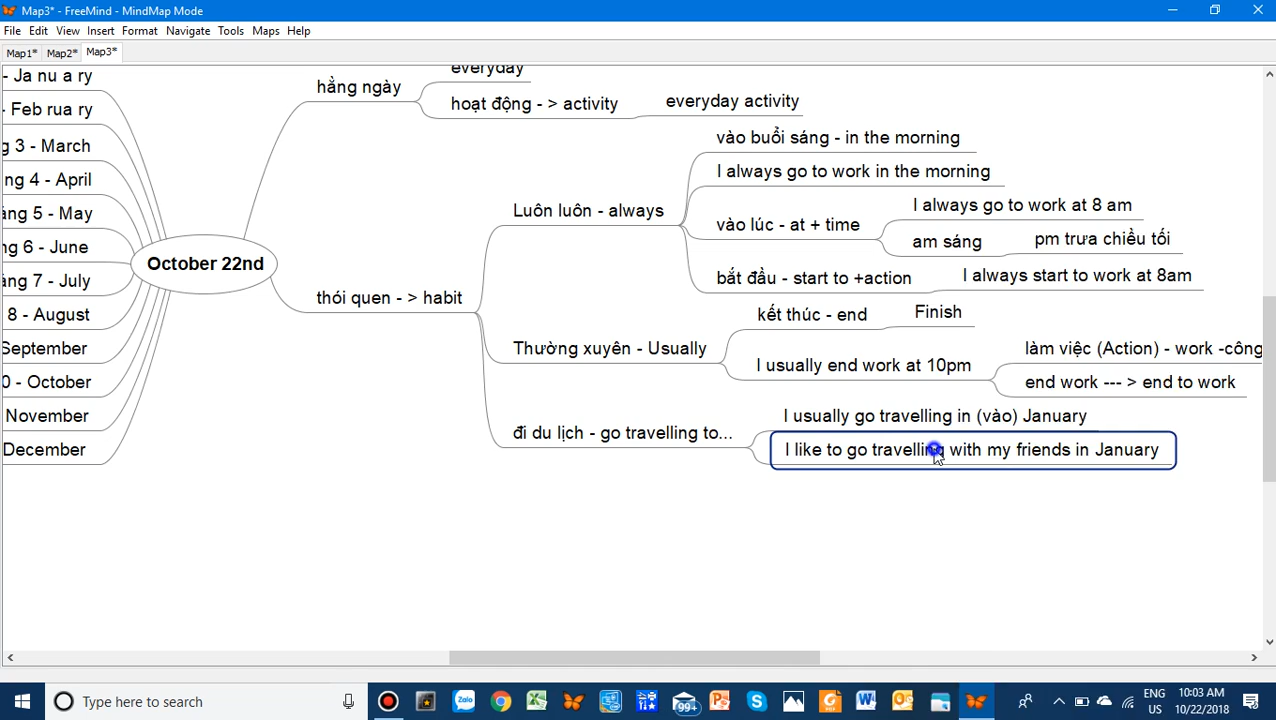 Map3* - FreeMind - MindMap Mode
File Edit View Insert Format Navigate Tools Maps Help
Map1* Map2* Map3*
- Ja nu a ry
- Feb rua ry
g 3 - March
ng 4 - April
áng 5 - May
ng 6 - June
áng 7 - July
8 - August
September
0 - October
November
December
October 22nd
hằng ngày
everyday
hoạt động - > activity
everyday activity
thói quen - > habit
Luôn luôn - always
vào buổi sáng - in the morning
I always go to work in the morning
vào lúc - at + time
I always go to work at 8 am
am sáng
pm trưa chiều tối
bắt đầu - start to +action
I always start to work at 8am
Thường xuyên - Usually
kết thúc - end
Finish
I usually end work at 10pm
làm việc (Action) - work -công
end work --- > end to work
đi du lịch - go travelling to...
I usually go travelling in (vào) January
I like to go travelling with my friends in January
Type here to search
99+
ENG
US
10:03 AM
10/22/2018